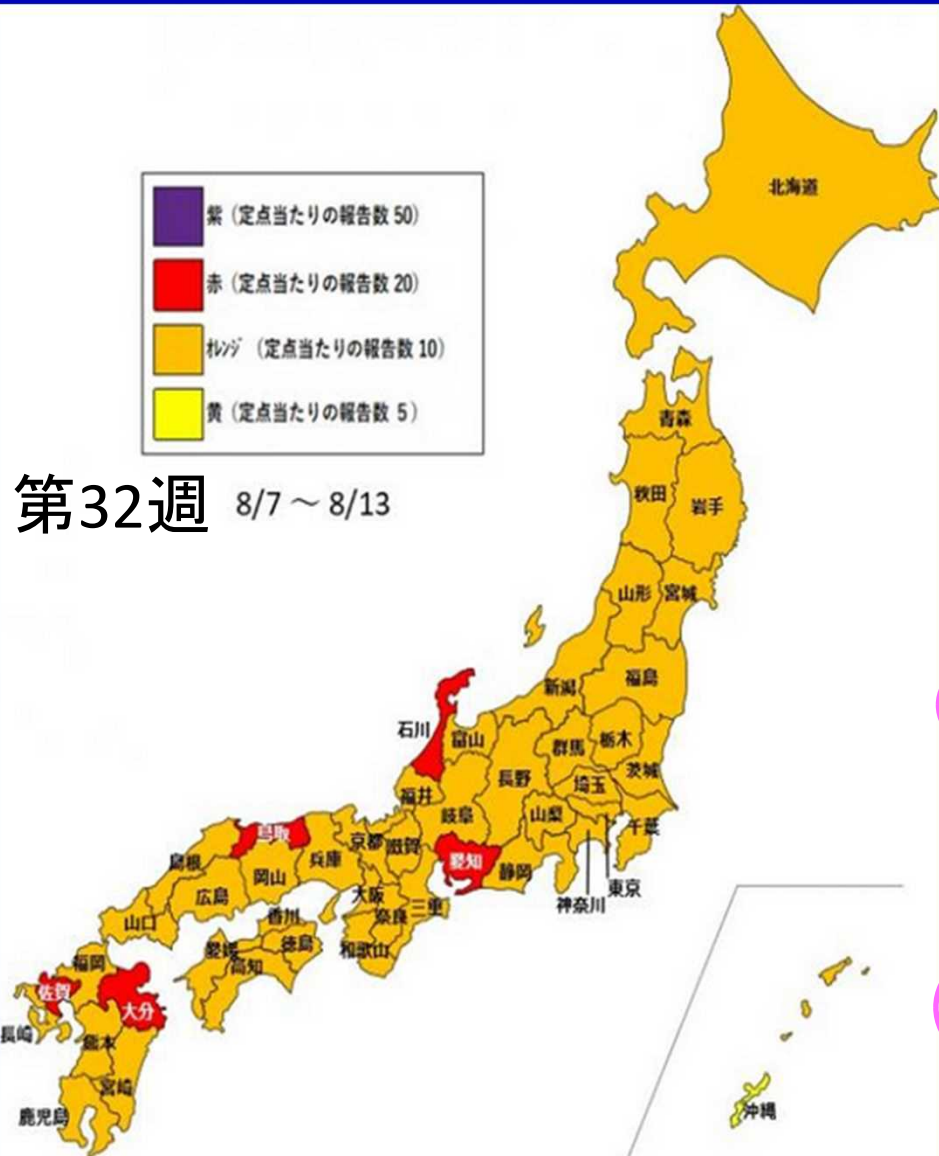 北海道
紫（定点当たりの報告数 50）
赤（定点当たりの報告数 20）
ｵﾚﾝｼﾞ（定点当たりの報告数 10）
黄（定点当たりの報告数 5）
青森
第32週 8/7 ～ 8/13
秋田
岩手
山形
宮城
新潟
福島
石川
富山
群馬
栃木
長野
茨城
埼玉
福井
岐阜
山梨
千葉
鳥取
京都
滋賀
島根
兵庫
愛知
静岡
岡山
東京
広島
大阪
神奈川
三重
香川
奈良
山口
徳島
愛媛
和歌山
高知
福岡
佐賀
大分
長崎
熊本
宮崎
鹿児島
沖縄